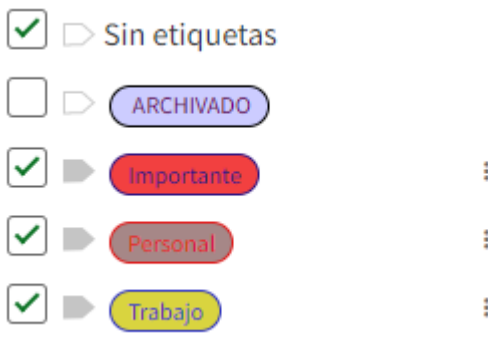 Sin etiquetas
ARCHIVADO
Importante
Personal
Trabajo